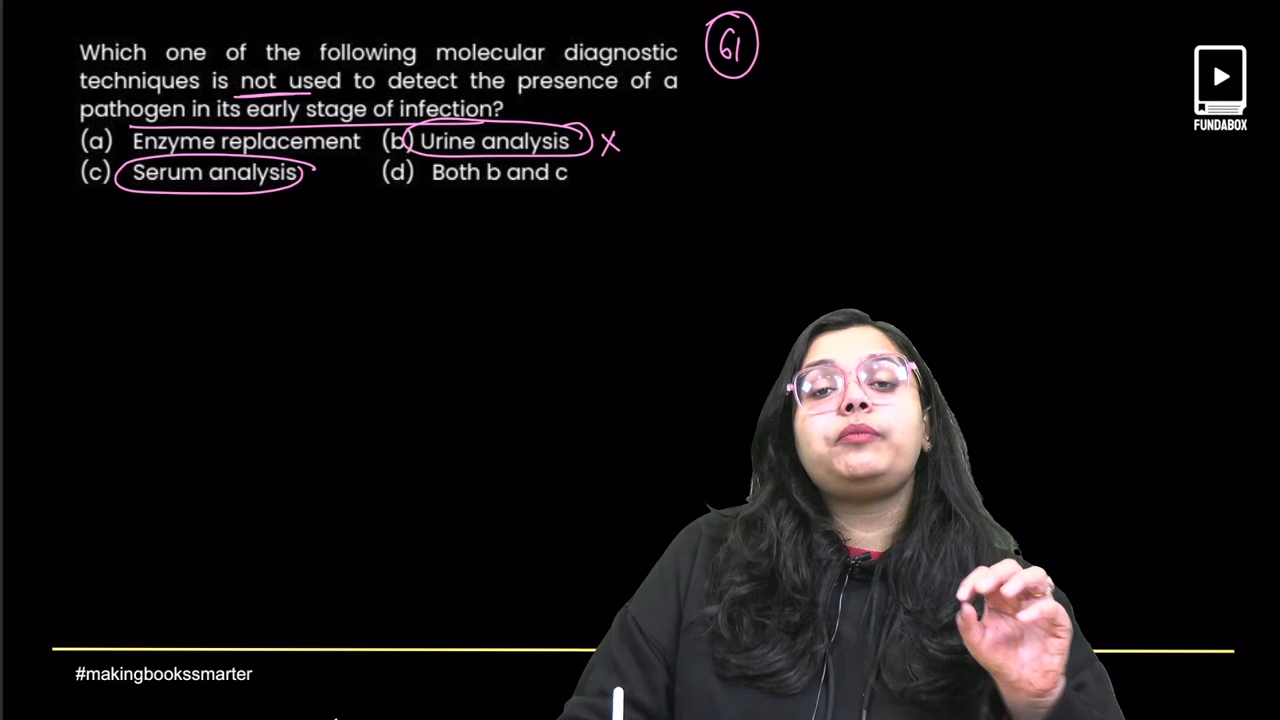 Which one of the following molecular diagnostic
techniques is not used to detect the presence of a
pathogen in its early stage of infection?
(a) Enzyme replacement (b) Urine analysis X
(c) Serum analysis (d) Both b and c
61
FUNDABOX
#makingbookssmarter